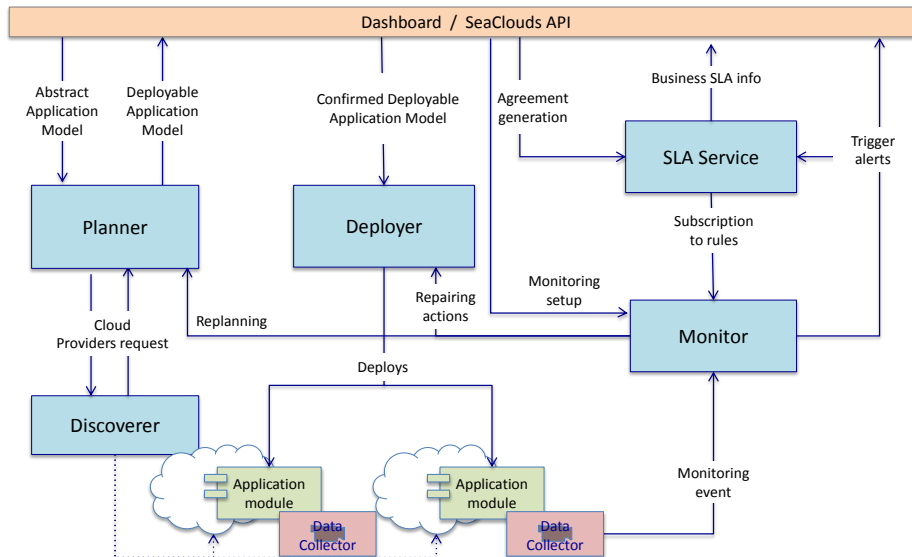 Dashboard / SeaClouds API
Abstract
Application
Model
Deployable
Application
Model
Confirmed Deployable
Application Model
Agreement
generation
Business SLA info
SLA Service
Trigger
alerts
Planner
Deployer
Subscription
to rules
Monitoring
setup
Repairing
actions
Replanning
Cloud
Providers request
Monitor
Deploys
Discoverer
Application
module
Data
Collector
Application
module
Data
Collector
Monitoring
event